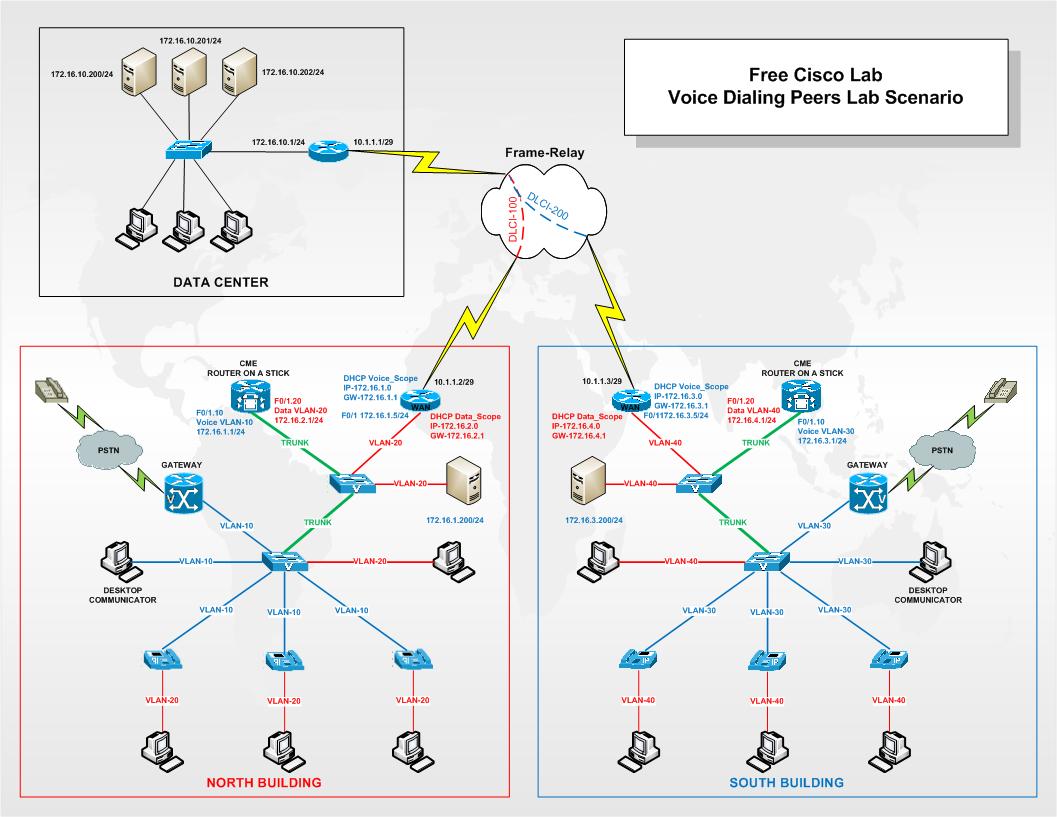 172.16.10.201/24
172.16.10.200/24
172.16.10.202/24
172.16.10.1/24
10.1.1.1/29
DATA CENTER
Free Cisco Lab
Voice Dialing Peers Lab Scenario
Frame-Relay
DLCI-100
DLCI-200
CME
ROUTER ON A STICK
F0/1.10
Voice VLAN-10
172.16.1.1/24
F0/1.20
Data VLAN-20
172.16.2.1/24
DHCP Voice_Scope
IP-172.16.1.0
GW-172.16.1.1
F0/1 172.16.1.5/24
10.1.1.2/29
WAN
DHCP Data_Scope
IP-172.16.2.0
GW-172.16.2.1
TRUNK
VLAN-20
PSTN
GATEWAY
V
V
VLAN-20
172.16.1.200/24
VLAN-10
TRUNK
VLAN-10
VLAN-20
DESKTOP
COMMUNICATOR
VLAN-10
VLAN-10
VLAN-10
VLAN-20
VLAN-20
VLAN-20
NORTH BUILDING
10.1.1.3/29
WAN
DHCP Voice_Scope
IP-172.16.3.0
GW-172.16.3.1
F0/1172.16.3.5/24
DHCP Data_Scope
IP-172.16.4.0
GW-172.16.4.1
CME
ROUTER ON A STICK
F0/1.20
Data VLAN-40
172.16.4.1/24
F0/1.10
Voice VLAN-30
172.16.3.1/24
VLAN-40
TRUNK
PSTN
GATEWAY
V
V
VLAN-40
172.16.3.200/24
TRUNK
VLAN-30
VLAN-40
VLAN-30
DESKTOP
COMMUNICATOR
VLAN-30
VLAN-30
VLAN-30
IP
IP
IP
VLAN-40
VLAN-40
VLAN-40
SOUTH BUILDING